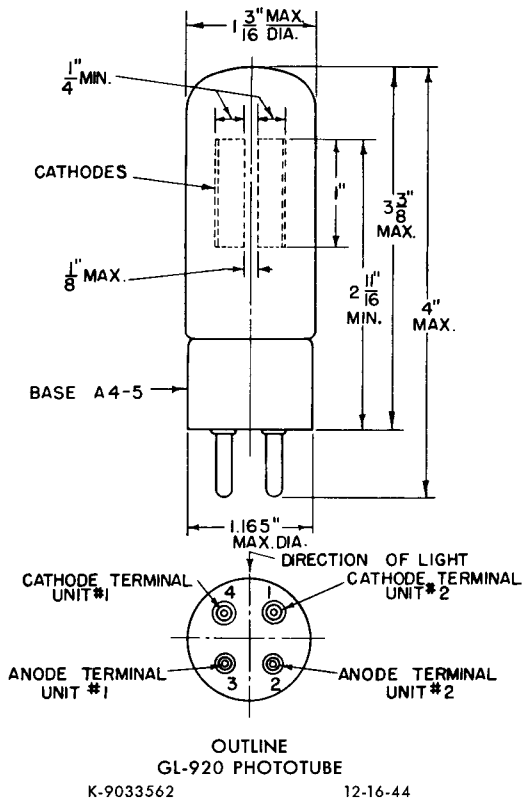 1 3/16" MAX. DIA.
1/4" MIN.
CATHODES
1"
3 3/8" MAX.
1/8" MAX.
2 11/16" MIN.
4" MAX.
BASE A4-5
1.165"
MAX.DIA.
DIRECTION OF LIGHT
CATHODE TERMINAL
UNIT#1
4
1
CATHODE TERMINAL
UNIT#2
ANODE TERMINAL
UNIT #1
3
2
ANODE TERMINAL
UNIT#2
OUTLINE
GL-920 PHOTOTUBE
K-9033562
12-16-44